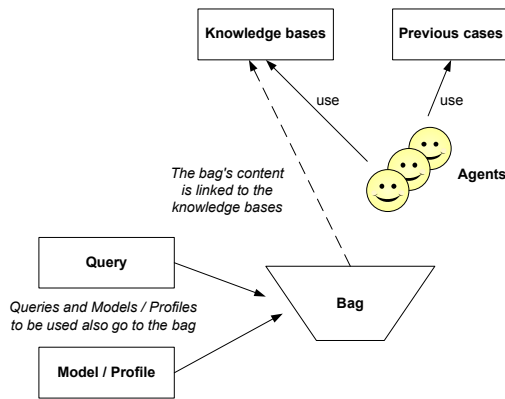 Knowledge bases
Previous cases
use
use
The bag's content
is linked to the
knowledge bases
Agents
Query
Bag
Queries and Models / Profiles
to be used also go to the bag
Model / Profile